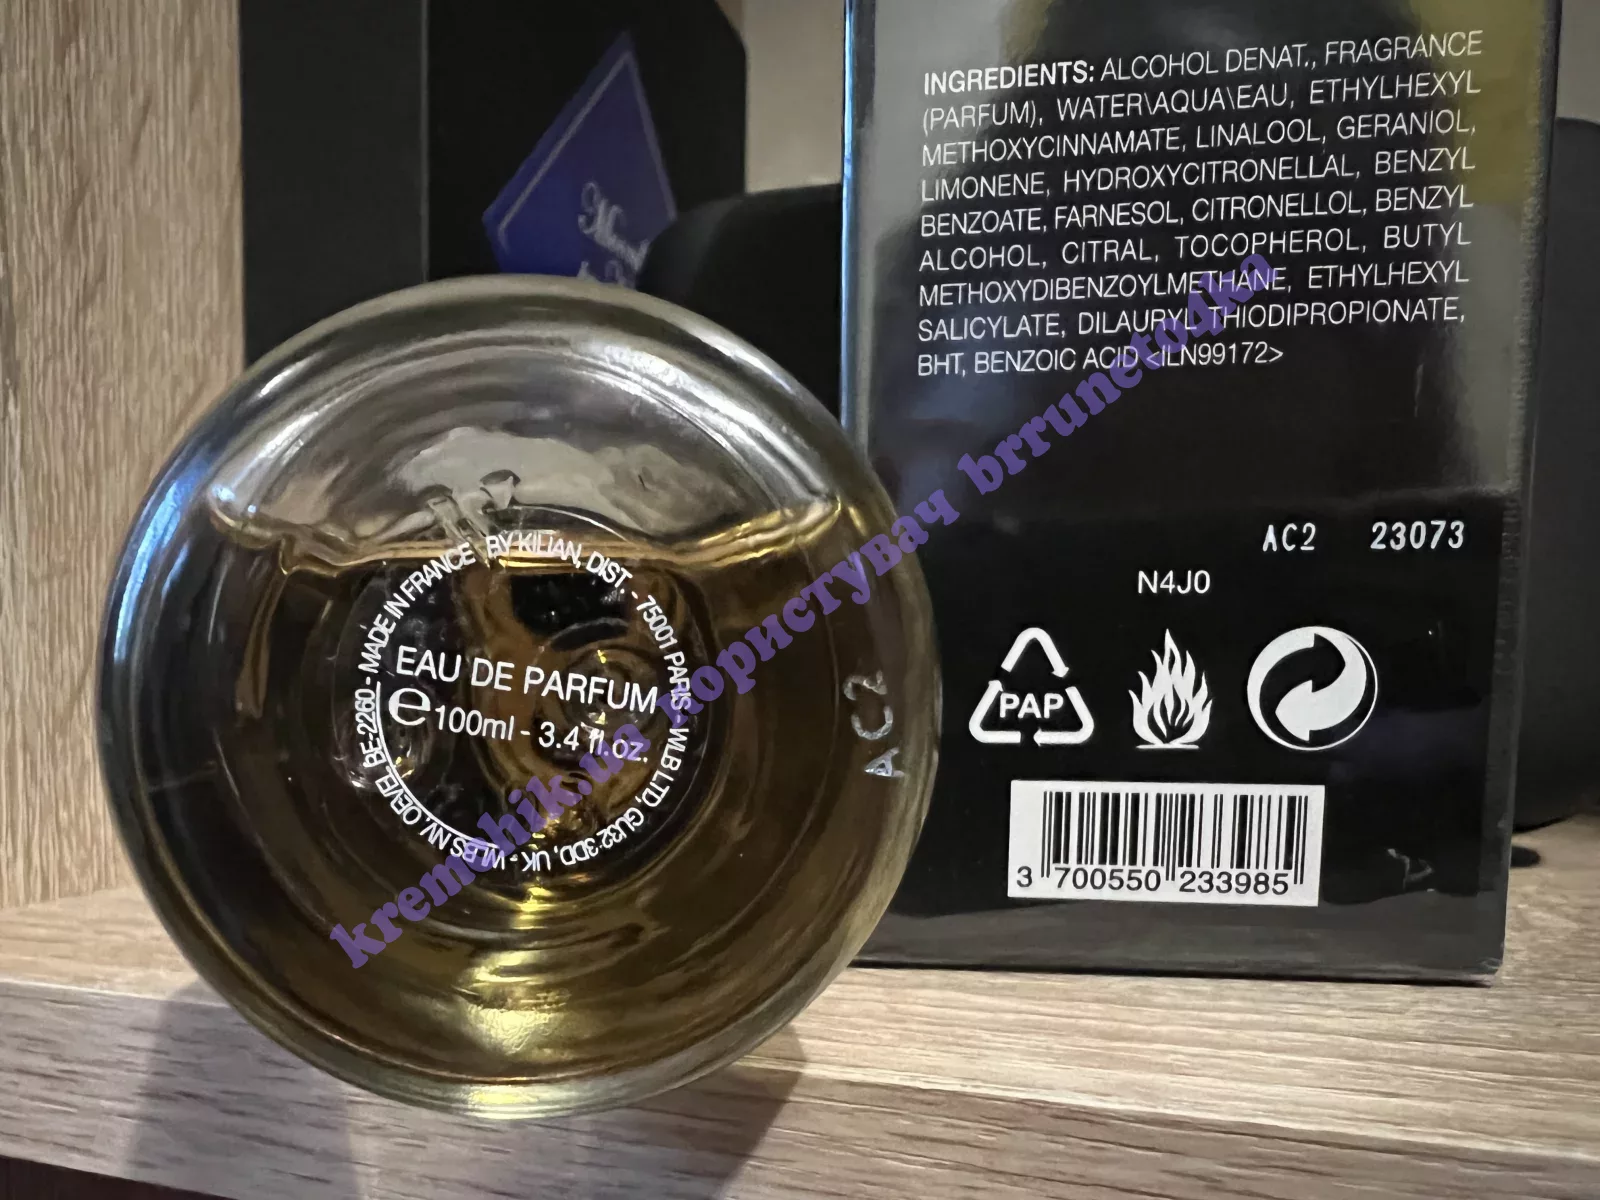 INGREDIENTS: ALCOHOL DENAT., FRAGRANCE
(PARFUM), WATER\AQUA\EAU, ETHYLHEXYL
METHOXYCINNAMATE, LINALOOL, GERANIOL,
LIMONENE, HYDROXYCITRONELLAL, BENZYL
BENZOATE, FARNESOL, CITRONELLOL, BENZYL
ALCOHOL, CITRAL, TOCOPHEROL, BUTYL
METHOXYDIBENZOYLMETHANE, ETHYLHEXYL
SALICYLATE, DILAURYL THIODIPROPIONATE,
BHT, BENZOIC ACID <ILN99172>
AC2 23073
N4J0
PAP
3 700550 233985
BY KILIAN, DIST. - 75001 PARIS - WLB LTD, GU32 3DD, UK - WLBS NV, OEVEL BE-2260 - MADE IN FRANCE
EAU DE PARFUM
e 100ml - 3.4 fl.oz.
AC2
kremchik.ua користувач brruneto4ka